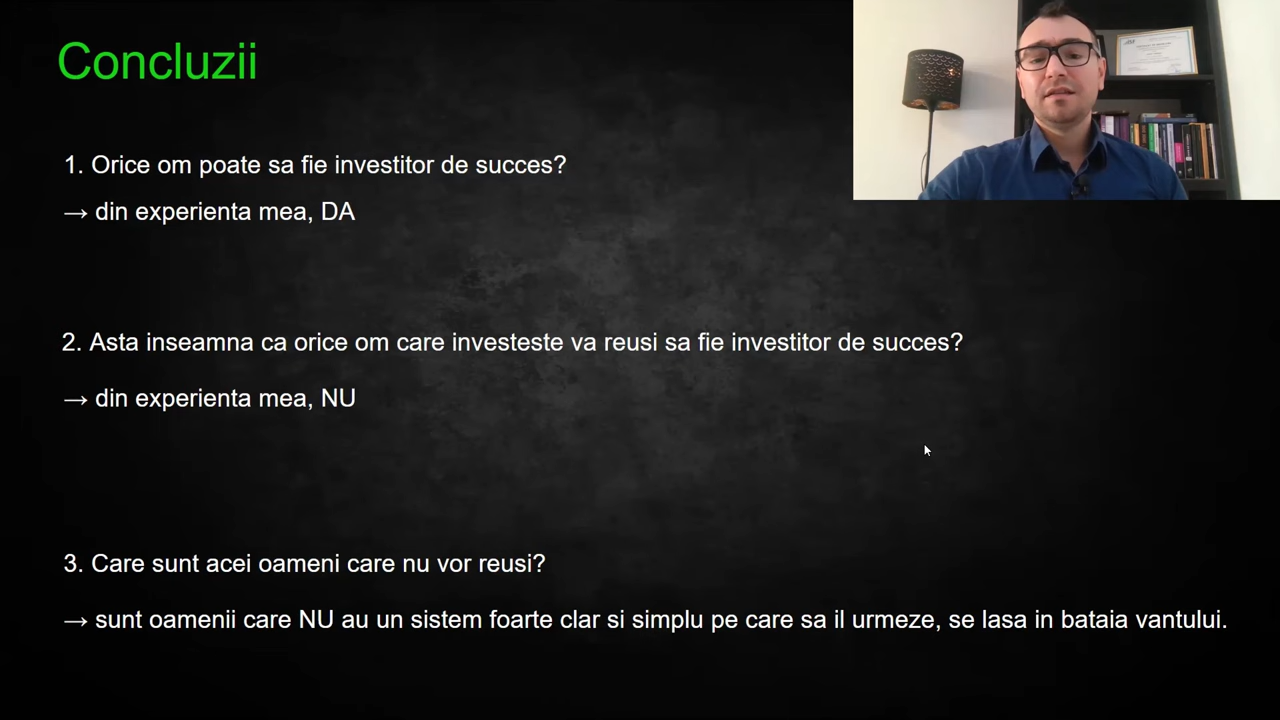 Concluzii
1. Orice om poate sa fie investitor de succes?
→ din experienta mea, DA
2. Asta inseamna ca orice om care investeste va reusi sa fie investitor de succes?
→ din experienta mea, NU
3. Care sunt acei oameni care nu vor reusi?
→ sunt oamenii care NU au un sistem foarte clar si simplu pe care sa il urmeze, se lasa in bataia vantului.